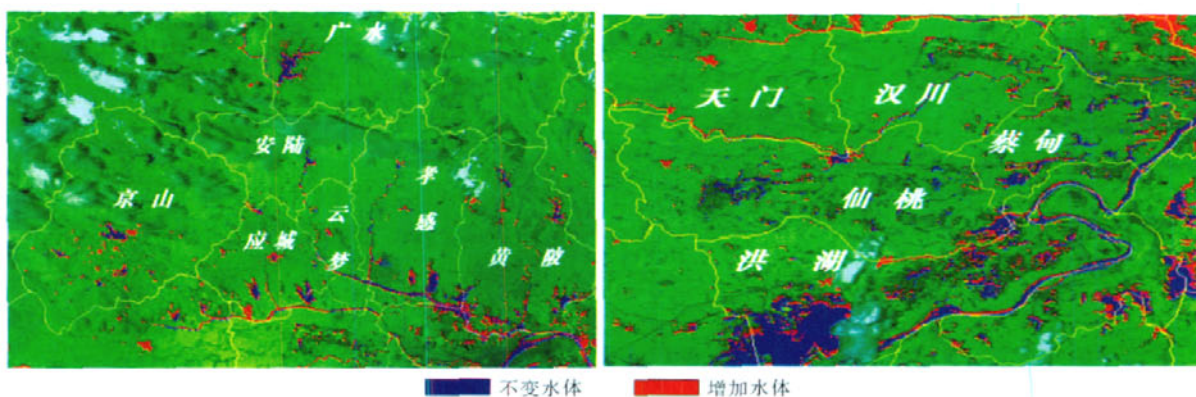 广水
安陆
孝感
京山
云梦
应城
黄陂
天门
汉川
蔡甸
仙桃
洪湖
不变水体
增加水体